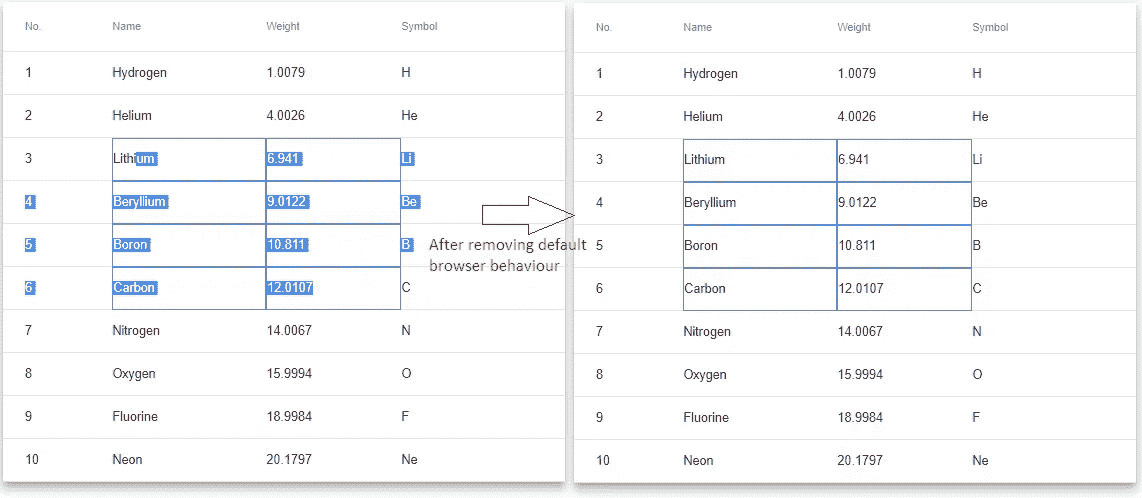 No. Name Weight Symbol
1 Hydrogen 1.0079 H
2 Helium 4.0026 He
3 Lithium 6.941 Li
4 Beryllium 9.0122 Be
5 Boron 10.811 B
6 Carbon 12.0107 C
7 Nitrogen 14.0067 N
8 Oxygen 15.9994 O
9 Fluorine 18.9984 F
10 Neon 20.1797 Ne
After removing default
browser behaviour
No. Name Weight Symbol
1 Hydrogen 1.0079 H
2 Helium 4.0026 He
3 Lithium 6.941 Li
4 Beryllium 9.0122 Be
5 Boron 10.811 B
6 Carbon 12.0107 C
7 Nitrogen 14.0067 N
8 Oxygen 15.9994 O
9 Fluorine 18.9984 F
10 Neon 20.1797 Ne